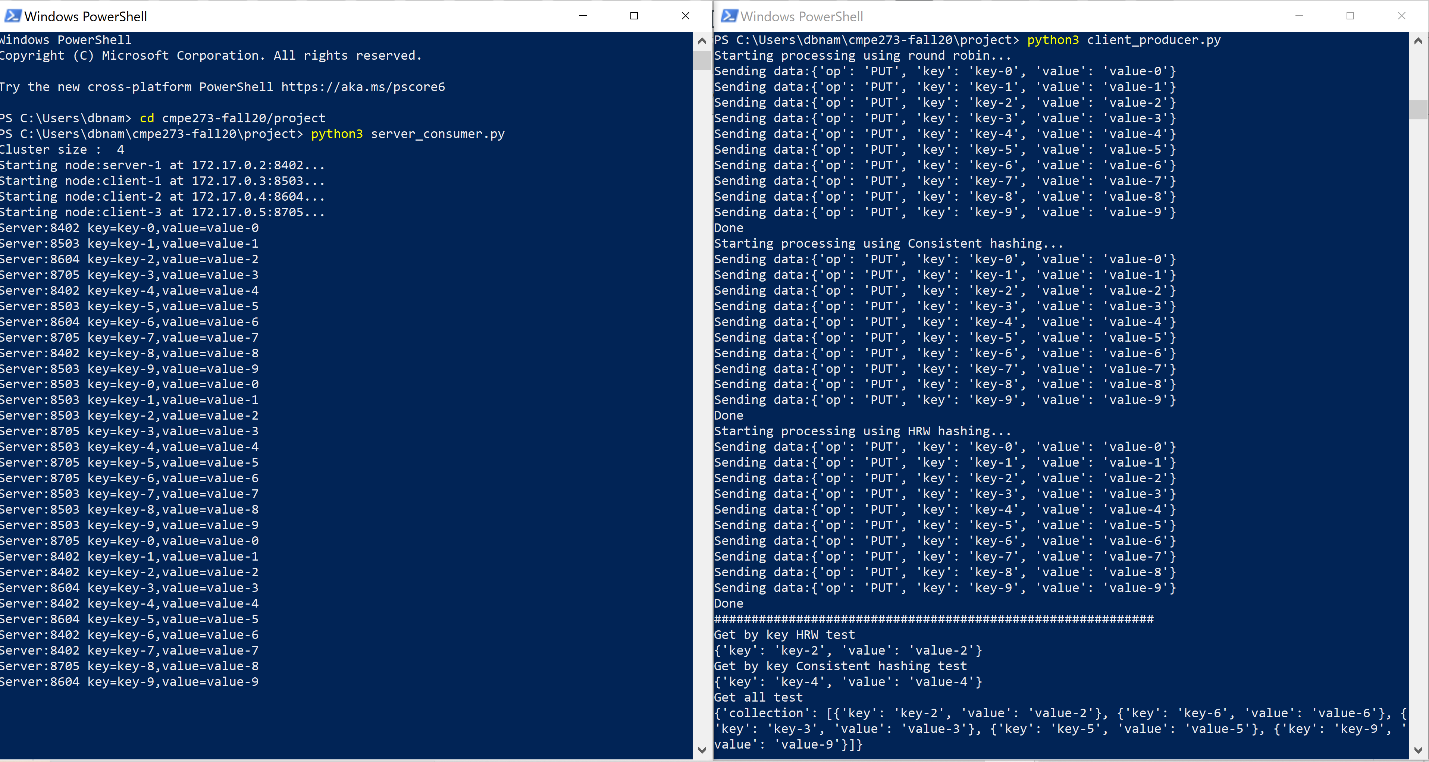 Windows PowerShell
Windows PowerShell
Copyright (C) Microsoft Corporation. All rights reserved.
Try the new cross-platform PowerShell https://aka.ms/pscore6
PS C:\Users\dbnam> cd cmpe273-fall20/project
PS C:\Users\dbnam\cmpe273-fall20\project> python3 server_consumer.py
Cluster size :  4
Starting node:server-1 at 172.17.0.2:8402...
Starting node:client-1 at 172.17.0.3:8503...
Starting node:client-2 at 172.17.0.4:8604...
Starting node:client-3 at 172.17.0.5:8705...
Server:8402 key=key-0,value=value-0
Server:8503 key=key-1,value=value-1
Server:8604 key=key-2,value=value-2
Server:8705 key=key-3,value=value-3
Server:8402 key=key-4,value=value-4
Server:8503 key=key-5,value=value-5
Server:8604 key=key-6,value=value-6
Server:8705 key=key-7,value=value-7
Server:8402 key=key-8,value=value-8
Server:8503 key=key-9,value=value-9
Server:8503 key=key-0,value=value-0
Server:8503 key=key-1,value=value-1
Server:8503 key=key-2,value=value-2
Server:8705 key=key-3,value=value-3
Server:8503 key=key-4,value=value-4
Server:8705 key=key-5,value=value-5
Server:8705 key=key-6,value=value-6
Server:8503 key=key-7,value=value-7
Server:8503 key=key-8,value=value-8
Server:8503 key=key-9,value=value-9
Server:8705 key=key-0,value=value-0
Server:8402 key=key-1,value=value-1
Server:8402 key=key-2,value=value-2
Server:8604 key=key-3,value=value-3
Server:8402 key=key-4,value=value-4
Server:8604 key=key-5,value=value-5
Server:8402 key=key-6,value=value-6
Server:8402 key=key-7,value=value-7
Server:8705 key=key-8,value=value-8
Server:8604 key=key-9,value=value-9
Windows PowerShell
PS C:\Users\dbnam\cmpe273-fall20\project> python3 client_producer.py
Starting processing using round robin...
Sending data:{'op': 'PUT', 'key': 'key-0', 'value': 'value-0'}
Sending data:{'op': 'PUT', 'key': 'key-1', 'value': 'value-1'}
Sending data:{'op': 'PUT', 'key': 'key-2', 'value': 'value-2'}
Sending data:{'op': 'PUT', 'key': 'key-3', 'value': 'value-3'}
Sending data:{'op': 'PUT', 'key': 'key-4', 'value': 'value-4'}
Sending data:{'op': 'PUT', 'key': 'key-5', 'value': 'value-5'}
Sending data:{'op': 'PUT', 'key': 'key-6', 'value': 'value-6'}
Sending data:{'op': 'PUT', 'key': 'key-7', 'value': 'value-7'}
Sending data:{'op': 'PUT', 'key': 'key-8', 'value': 'value-8'}
Sending data:{'op': 'PUT', 'key': 'key-9', 'value': 'value-9'}
Done
Starting processing using Consistent hashing...
Sending data:{'op': 'PUT', 'key': 'key-0', 'value': 'value-0'}
Sending data:{'op': 'PUT', 'key': 'key-1', 'value': 'value-1'}
Sending data:{'op': 'PUT', 'key': 'key-2', 'value': 'value-2'}
Sending data:{'op': 'PUT', 'key': 'key-3', 'value': 'value-3'}
Sending data:{'op': 'PUT', 'key': 'key-4', 'value': 'value-4'}
Sending data:{'op': 'PUT', 'key': 'key-5', 'value': 'value-5'}
Sending data:{'op': 'PUT', 'key': 'key-6', 'value': 'value-6'}
Sending data:{'op': 'PUT', 'key': 'key-7', 'value': 'value-7'}
Sending data:{'op': 'PUT', 'key': 'key-8', 'value': 'value-8'}
Sending data:{'op': 'PUT', 'key': 'key-9', 'value': 'value-9'}
Done
Starting processing using HRW hashing...
Sending data:{'op': 'PUT', 'key': 'key-0', 'value': 'value-0'}
Sending data:{'op': 'PUT', 'key': 'key-1', 'value': 'value-1'}
Sending data:{'op': 'PUT', 'key': 'key-2', 'value': 'value-2'}
Sending data:{'op': 'PUT', 'key': 'key-3', 'value': 'value-3'}
Sending data:{'op': 'PUT', 'key': 'key-4', 'value': 'value-4'}
Sending data:{'op': 'PUT', 'key': 'key-5', 'value': 'value-5'}
Sending data:{'op': 'PUT', 'key': 'key-6', 'value': 'value-6'}
Sending data:{'op': 'PUT', 'key': 'key-7', 'value': 'value-7'}
Sending data:{'op': 'PUT', 'key': 'key-8', 'value': 'value-8'}
Sending data:{'op': 'PUT', 'key': 'key-9', 'value': 'value-9'}
Done
###########################################################
Get by key HRW test
{'key': 'key-2', 'value': 'value-2'}
Get by key Consistent hashing test
{'key': 'key-4', 'value': 'value-4'}
Get all test
{'collection': [{'key': 'key-2', 'value': 'value-2'}, {'key': 'key-6', 'value': 'value-6'}, {
'key': 'key-3', 'value': 'value-3'}, {'key': 'key-5', 'value': 'value-5'}, {'key': 'key-9', '
value': 'value-9'}]}